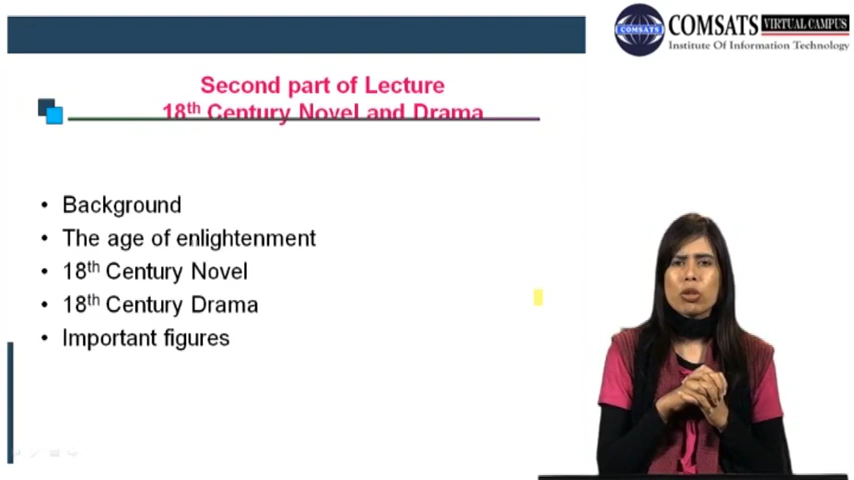 COMSATS VIRTUAL CAMPUS
COMSATS
Institute Of Information Technology
Second part of Lecture
18th Century Novel and Drama
• Background
• The age of enlightenment
• 18th Century Novel
• 18th Century Drama
• Important figures